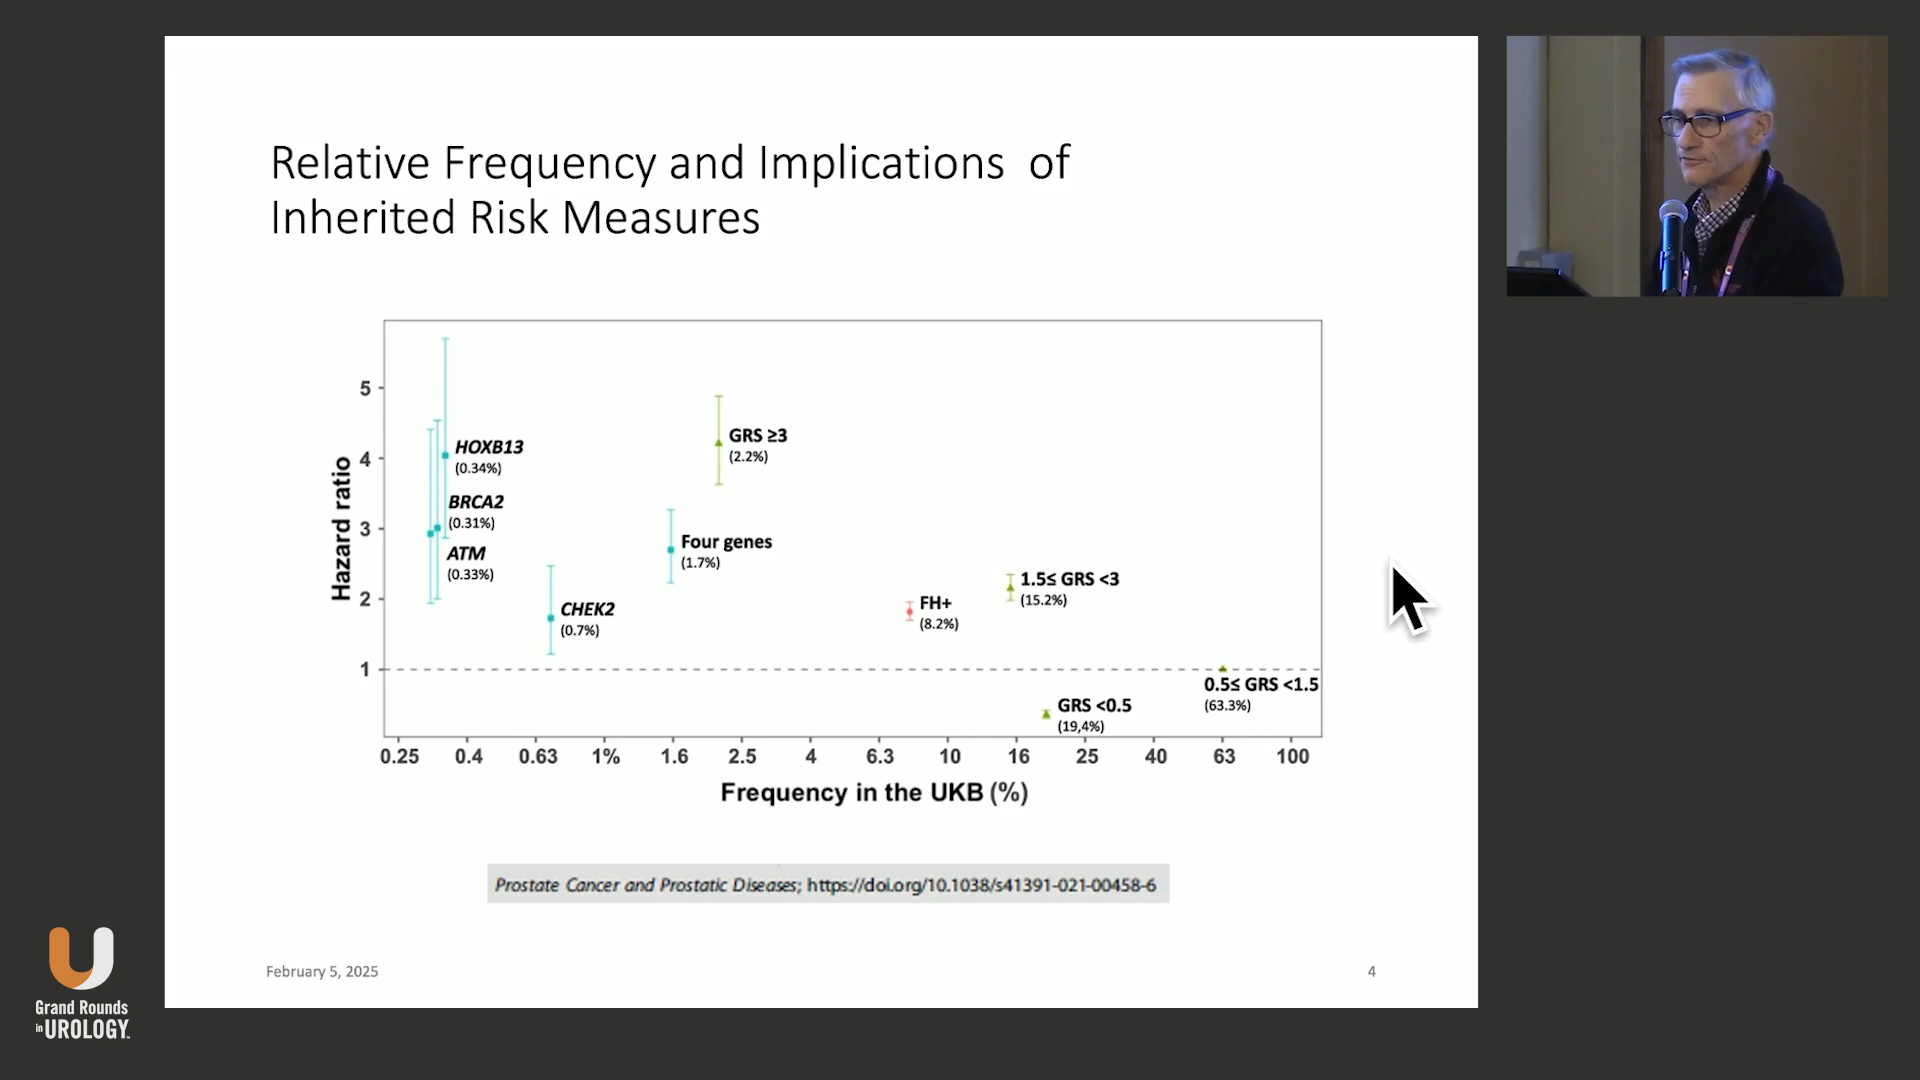 Relative Frequency and Implications of
Inherited Risk Measures
Hazard ratio
5
4
3
2
1
HOXB13
(0.34%)
BRCA2
(0.31%)
ATM
(0.33%)
CHEK2
(0.7%)
Four genes
(1.7%)
GRS ≥3
(2.2%)
FH+
(8.2%)
1.5≤ GRS <3
(15.2%)
GRS <0.5
(19,4%)
0.5≤ GRS <1.5
(63.3%)
0.25 0.4 0.63 1% 1.6 2.5 4 6.3 10 16 25 40 63 100
Frequency in the UKB (%)
Prostate Cancer and Prostatic Diseases; https://doi.org/10.1038/s41391-021-00458-6
February 5, 2025
4
Grand Rounds
in UROLOGY™